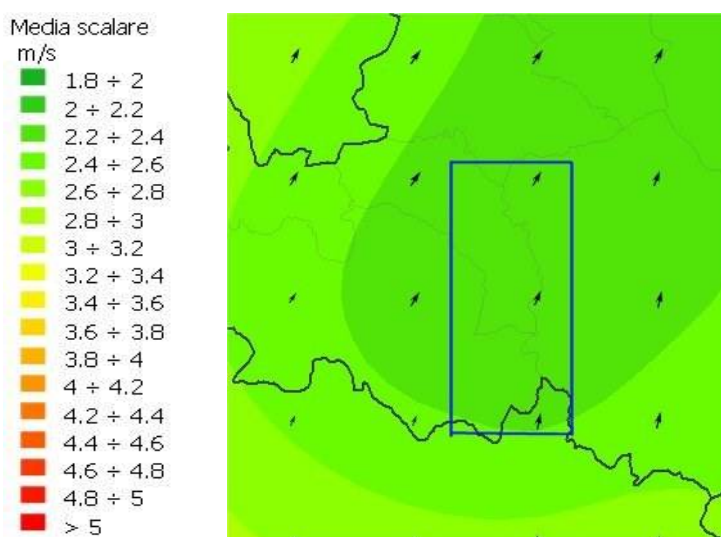 Media scalare
m/s
1.8 ÷ 2
2 ÷ 2.2
2.2 ÷ 2.4
2.4 ÷ 2.6
2.6 ÷ 2.8
2.8 ÷ 3
3 ÷ 3.2
3.2 ÷ 3.4
3.4 ÷ 3.6
3.6 ÷ 3.8
3.8 ÷ 4
4 ÷ 4.2
4.2 ÷ 4.4
4.4 ÷ 4.6
4.6 ÷ 4.8
4.8 ÷ 5
> 5